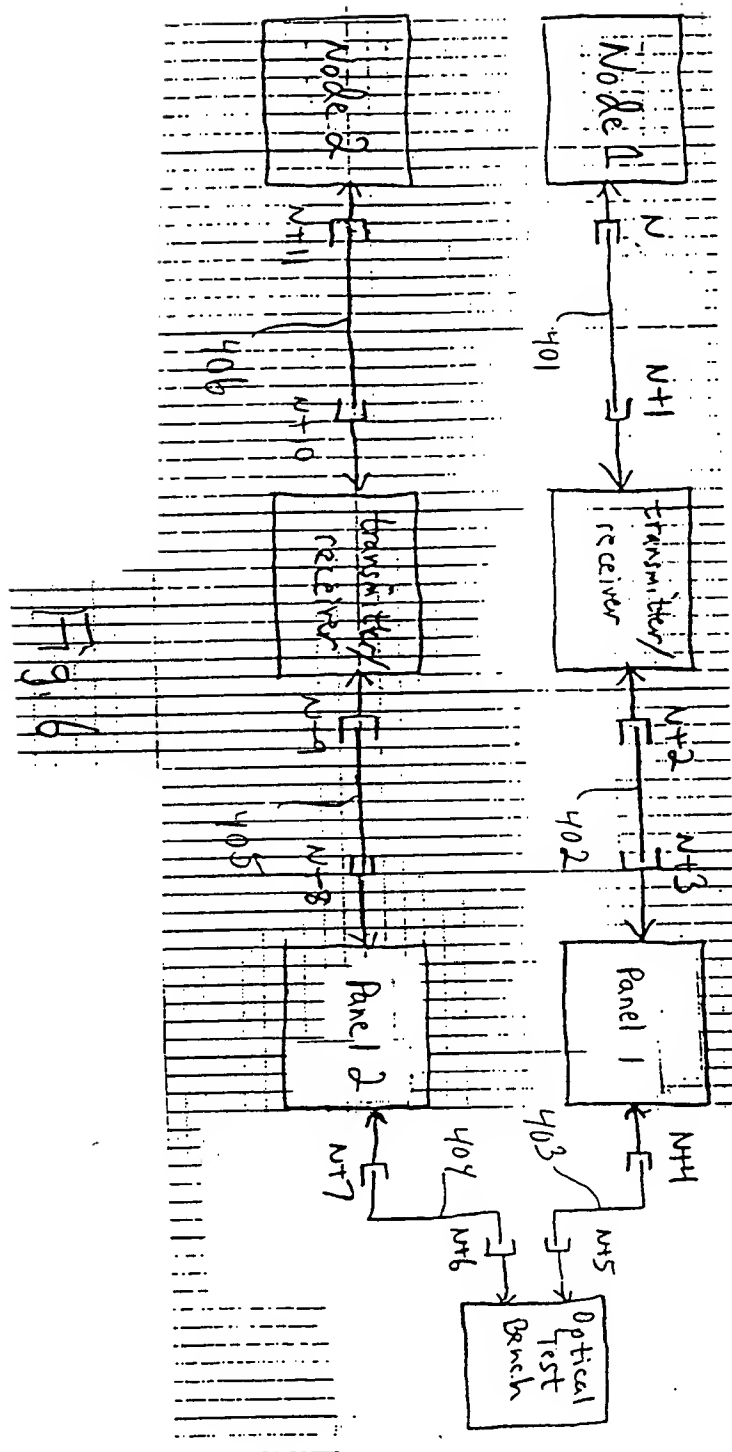 Node 1
N
401
N+1
transmitter/
receiver
N+2
402
N+3
Panel 1
N+4
403
N+5
Optical
Test
Bench
N+6
404
N+7
Panel 2
N+8
405
N+9
transmitter/
receiver
N+10
406
N+11
Node 2
Fig. 6